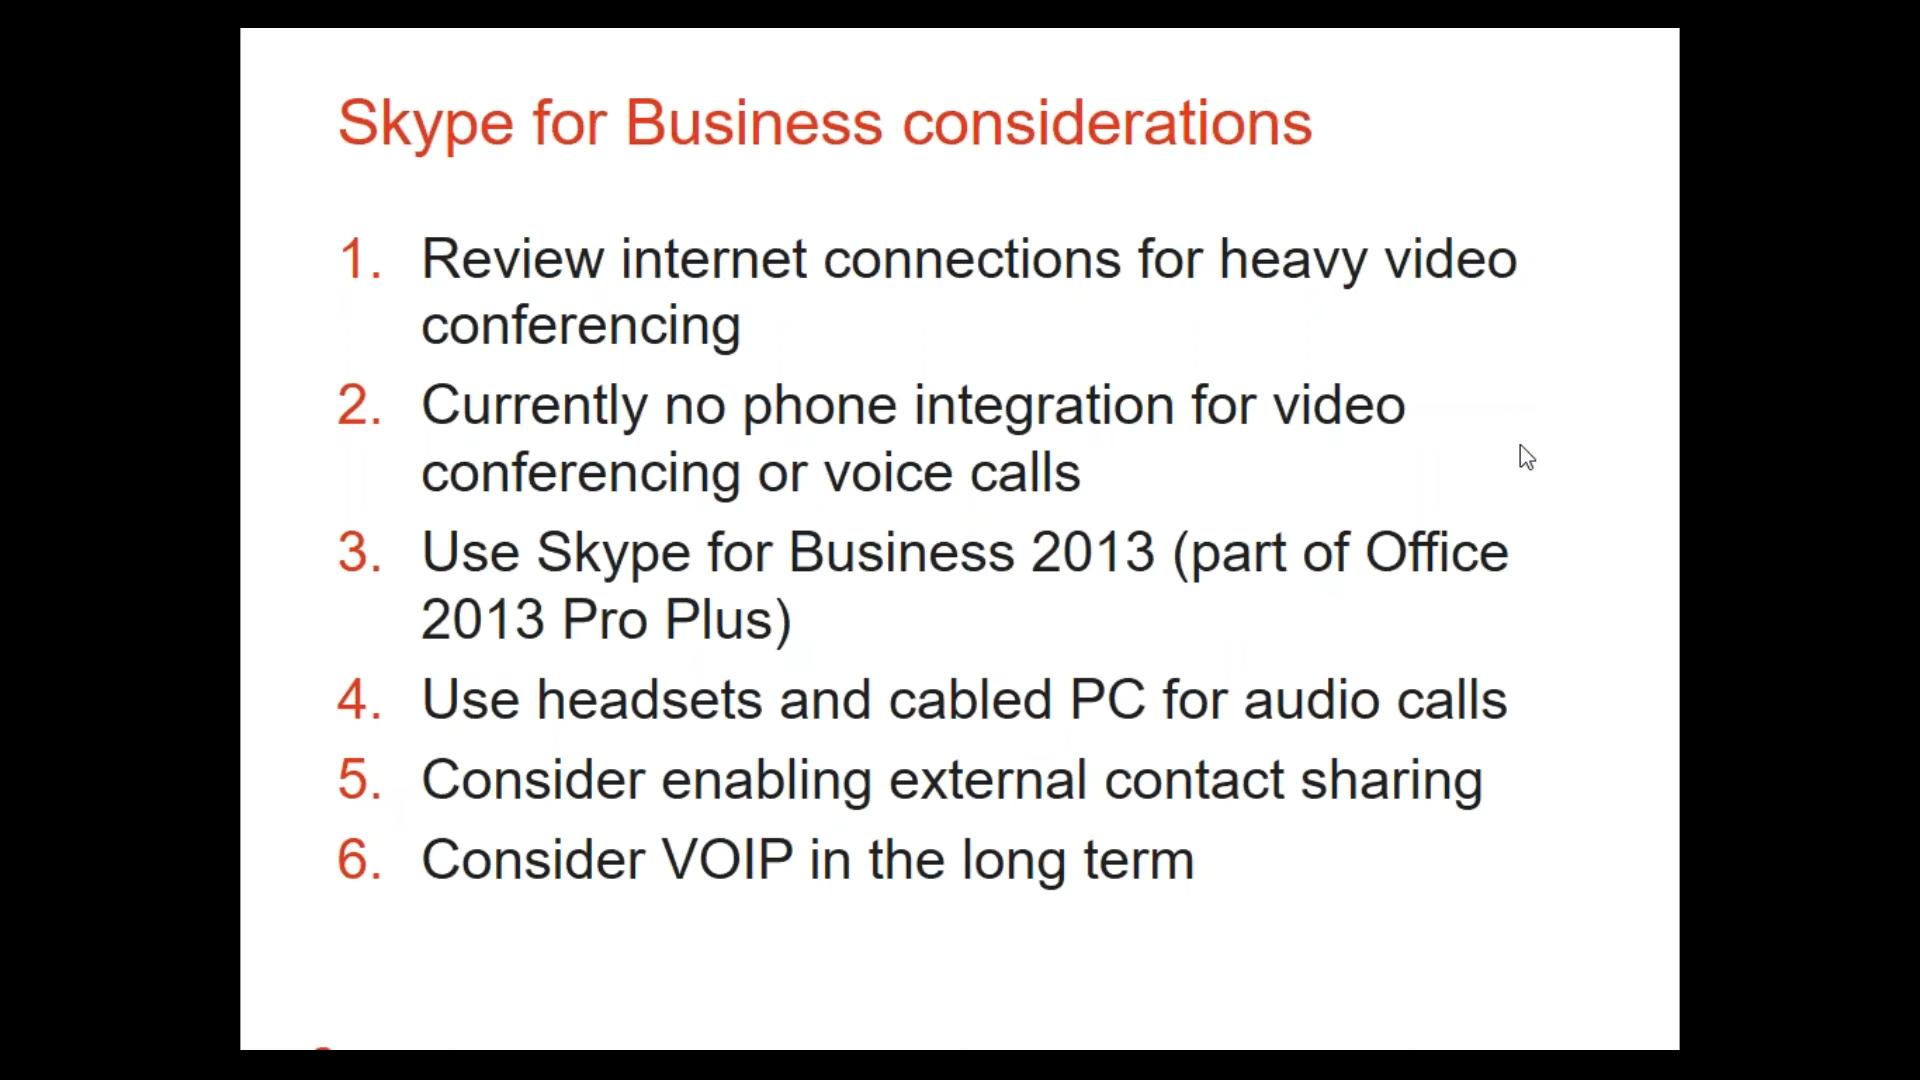 Skype for Business considerations
1. Review internet connections for heavy video
conferencing
2. Currently no phone integration for video
conferencing or voice calls
3. Use Skype for Business 2013 (part of Office
2013 Pro Plus)
4. Use headsets and cabled PC for audio calls
5. Consider enabling external contact sharing
6. Consider VOIP in the long term